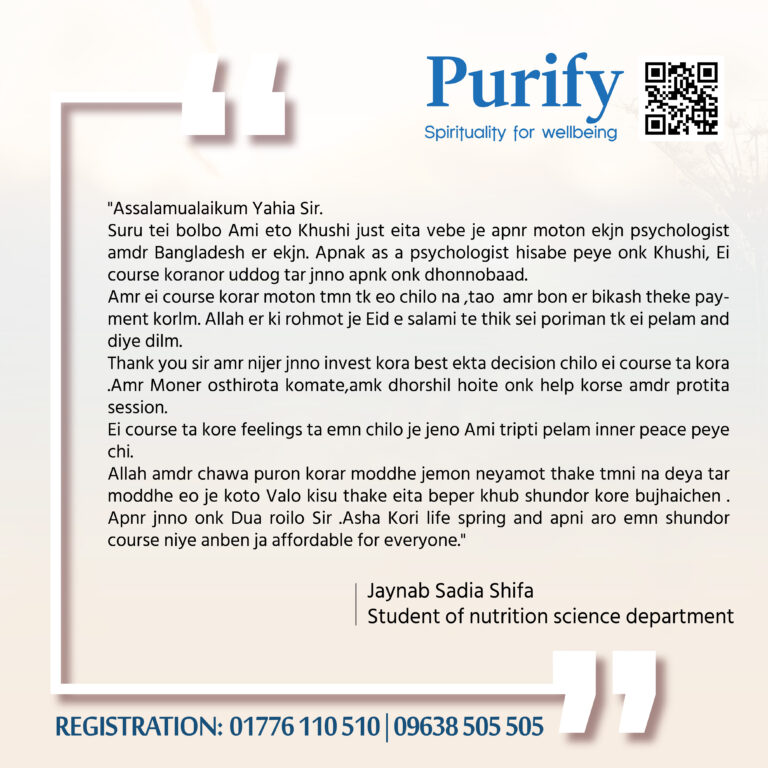 Purify
Spirituality for wellbeing
"Assalamualaikum Yahia Sir.
Suru tei bolbo Ami eto Khushi just eita vebe je apnr moton ekjn psychologist
amdr Bangladesh er ekjn. Apnak as a psychologist hisabe peye onk Khushi, Ei
course koranor uddog tar jnno apnk onk dhonnobaad.
Amr ei course korar moton tmn tk eo chilo na ,tao amr bon er bikash theke pay-
ment korlm. Allah er ki rohmot je Eid e salami te thik sei poriman tk ei pelam and
diye dilm.
Thank you sir amr nijer jnno invest kora best ekta decision chilo ei course ta kora
.Amr Moner osthirota komate,amk dhorshil hoite onk help korse amdr protita
session.
Ei course ta kore feelings ta emn chilo je jeno Ami tripti pelam inner peace peye
chi.
Allah amdr chawa puron korar moddhe jemon neyamot thake tmni na deya tar
moddhe eo je koto Valo kisu thake eita beper khub shundor kore bujhaichen .
Apnr jnno onk Dua roilo Sir .Asha Kori life spring and apni aro emn shundor
course niye anben ja affordable for everyone."
Jaynab Sadia Shifa
Student of nutrition science department
REGISTRATION: 01776 110 510 | 09638 505 505